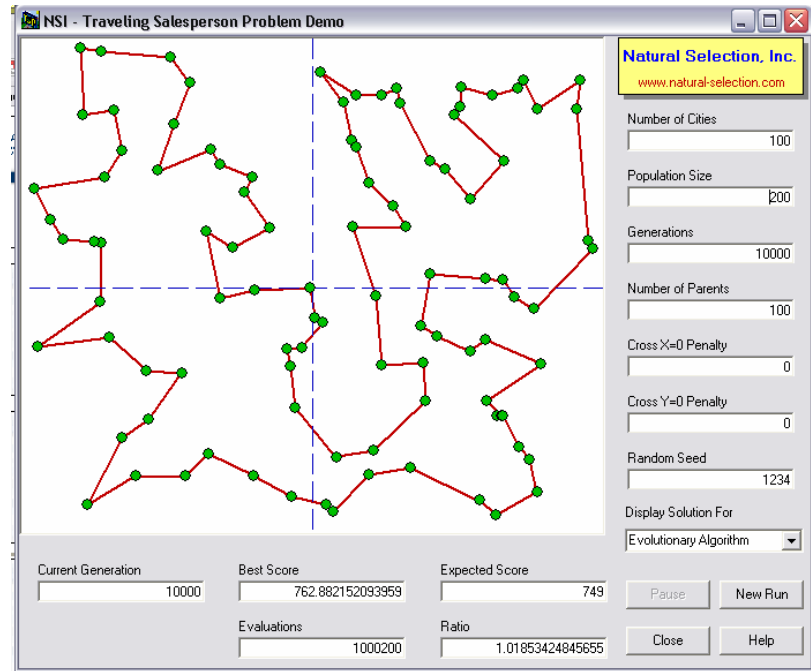 NSI - Traveling Salesperson Problem Demo
Natural Selection, Inc.
www.natural-selection.com
Number of Cities
100
Population Size
200
Generations
10000
Number of Parents
100
Cross X=0 Penalty
0
Cross Y=0 Penalty
0
Random Seed
1234
Display Solution For
Evolutionary Algorithm
Current Generation
10000
Best Score
762.882152093959
Expected Score
749
Evaluations
1000200
Ratio
1.01853424845655
Pause
New Run
Close
Help